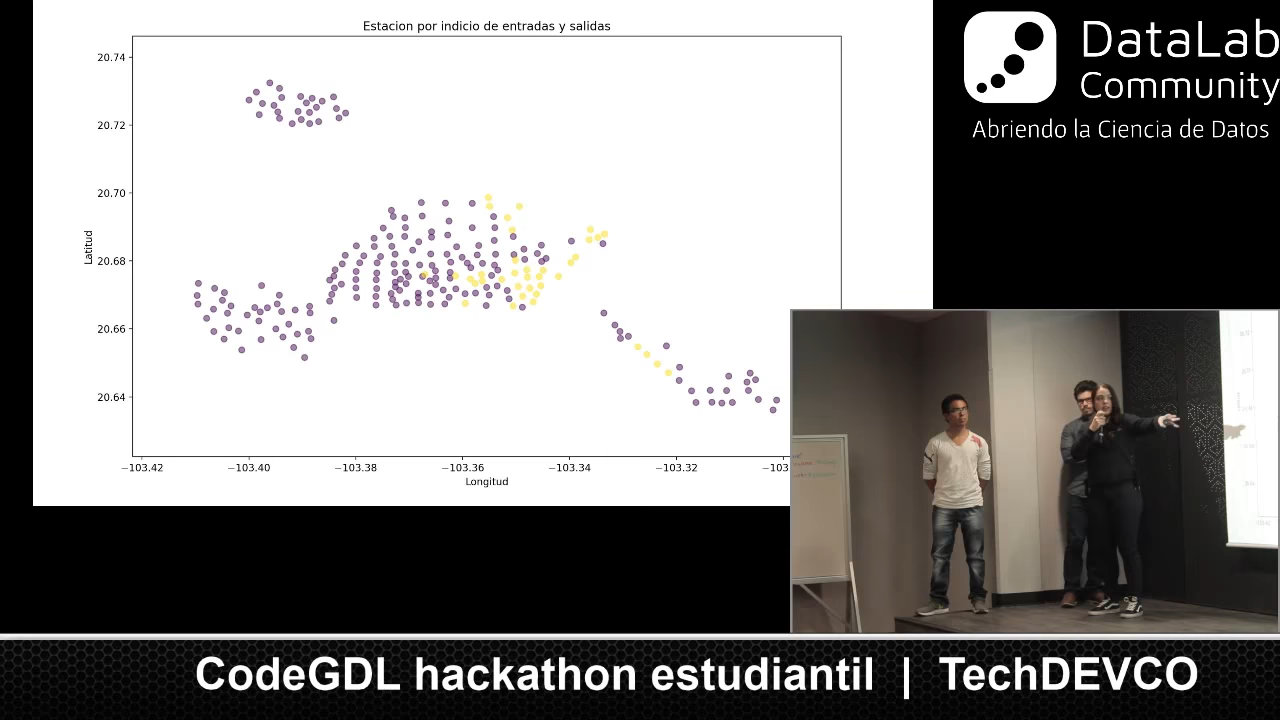 Estacion por indicio de entradas y salidas
20.74
20.72
20.70
20.68
20.66
20.64
Latitud
−103.42
−103.40
−103.38
−103.36
−103.34
−103.32
−103
Longitud
DataLab
Community
Abriendo la Ciencia de Datos
CodeGDL hackathon estudiantil | TechDEVCO